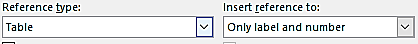 Reference type: Insert reference to:
Table Only label and number